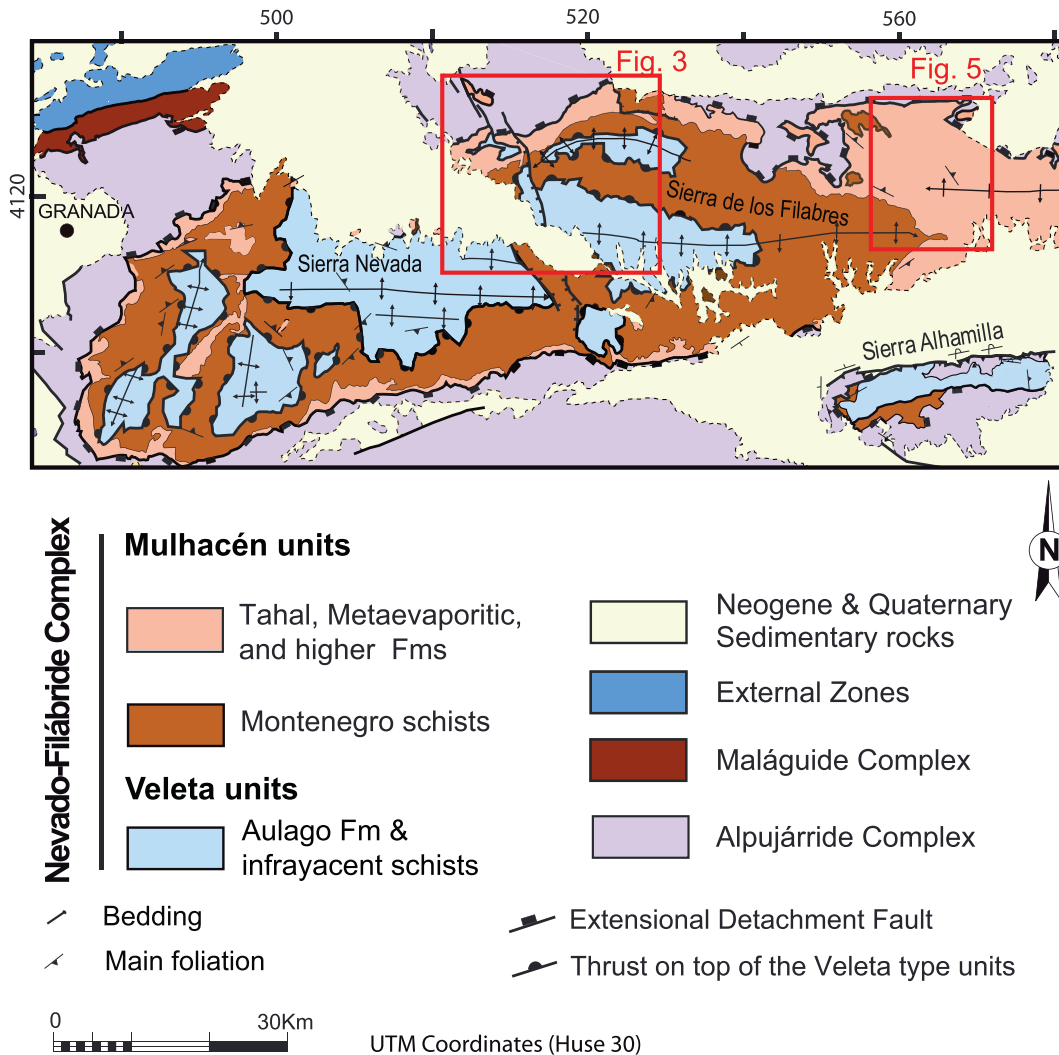 500
520
560
Fig. 3
Fig. 5
4120
GRANADA
Sierra de los Filabres
Sierra Nevada
Sierra Alhamilla
N
Nevado-Filábride Complex
Mulhacén units
Tahal, Metaevaporitic,
and higher Fms
Montenegro schists
Veleta units
Aulago Fm &
infrayacent schists
Neogene & Quaternary
Sedimentary rocks
External Zones
Maláguide Complex
Alpujárride Complex
Bedding
Main foliation
Extensional Detachment Fault
Thrust on top of the Veleta type units
0 30Km
UTM Coordinates (Huse 30)